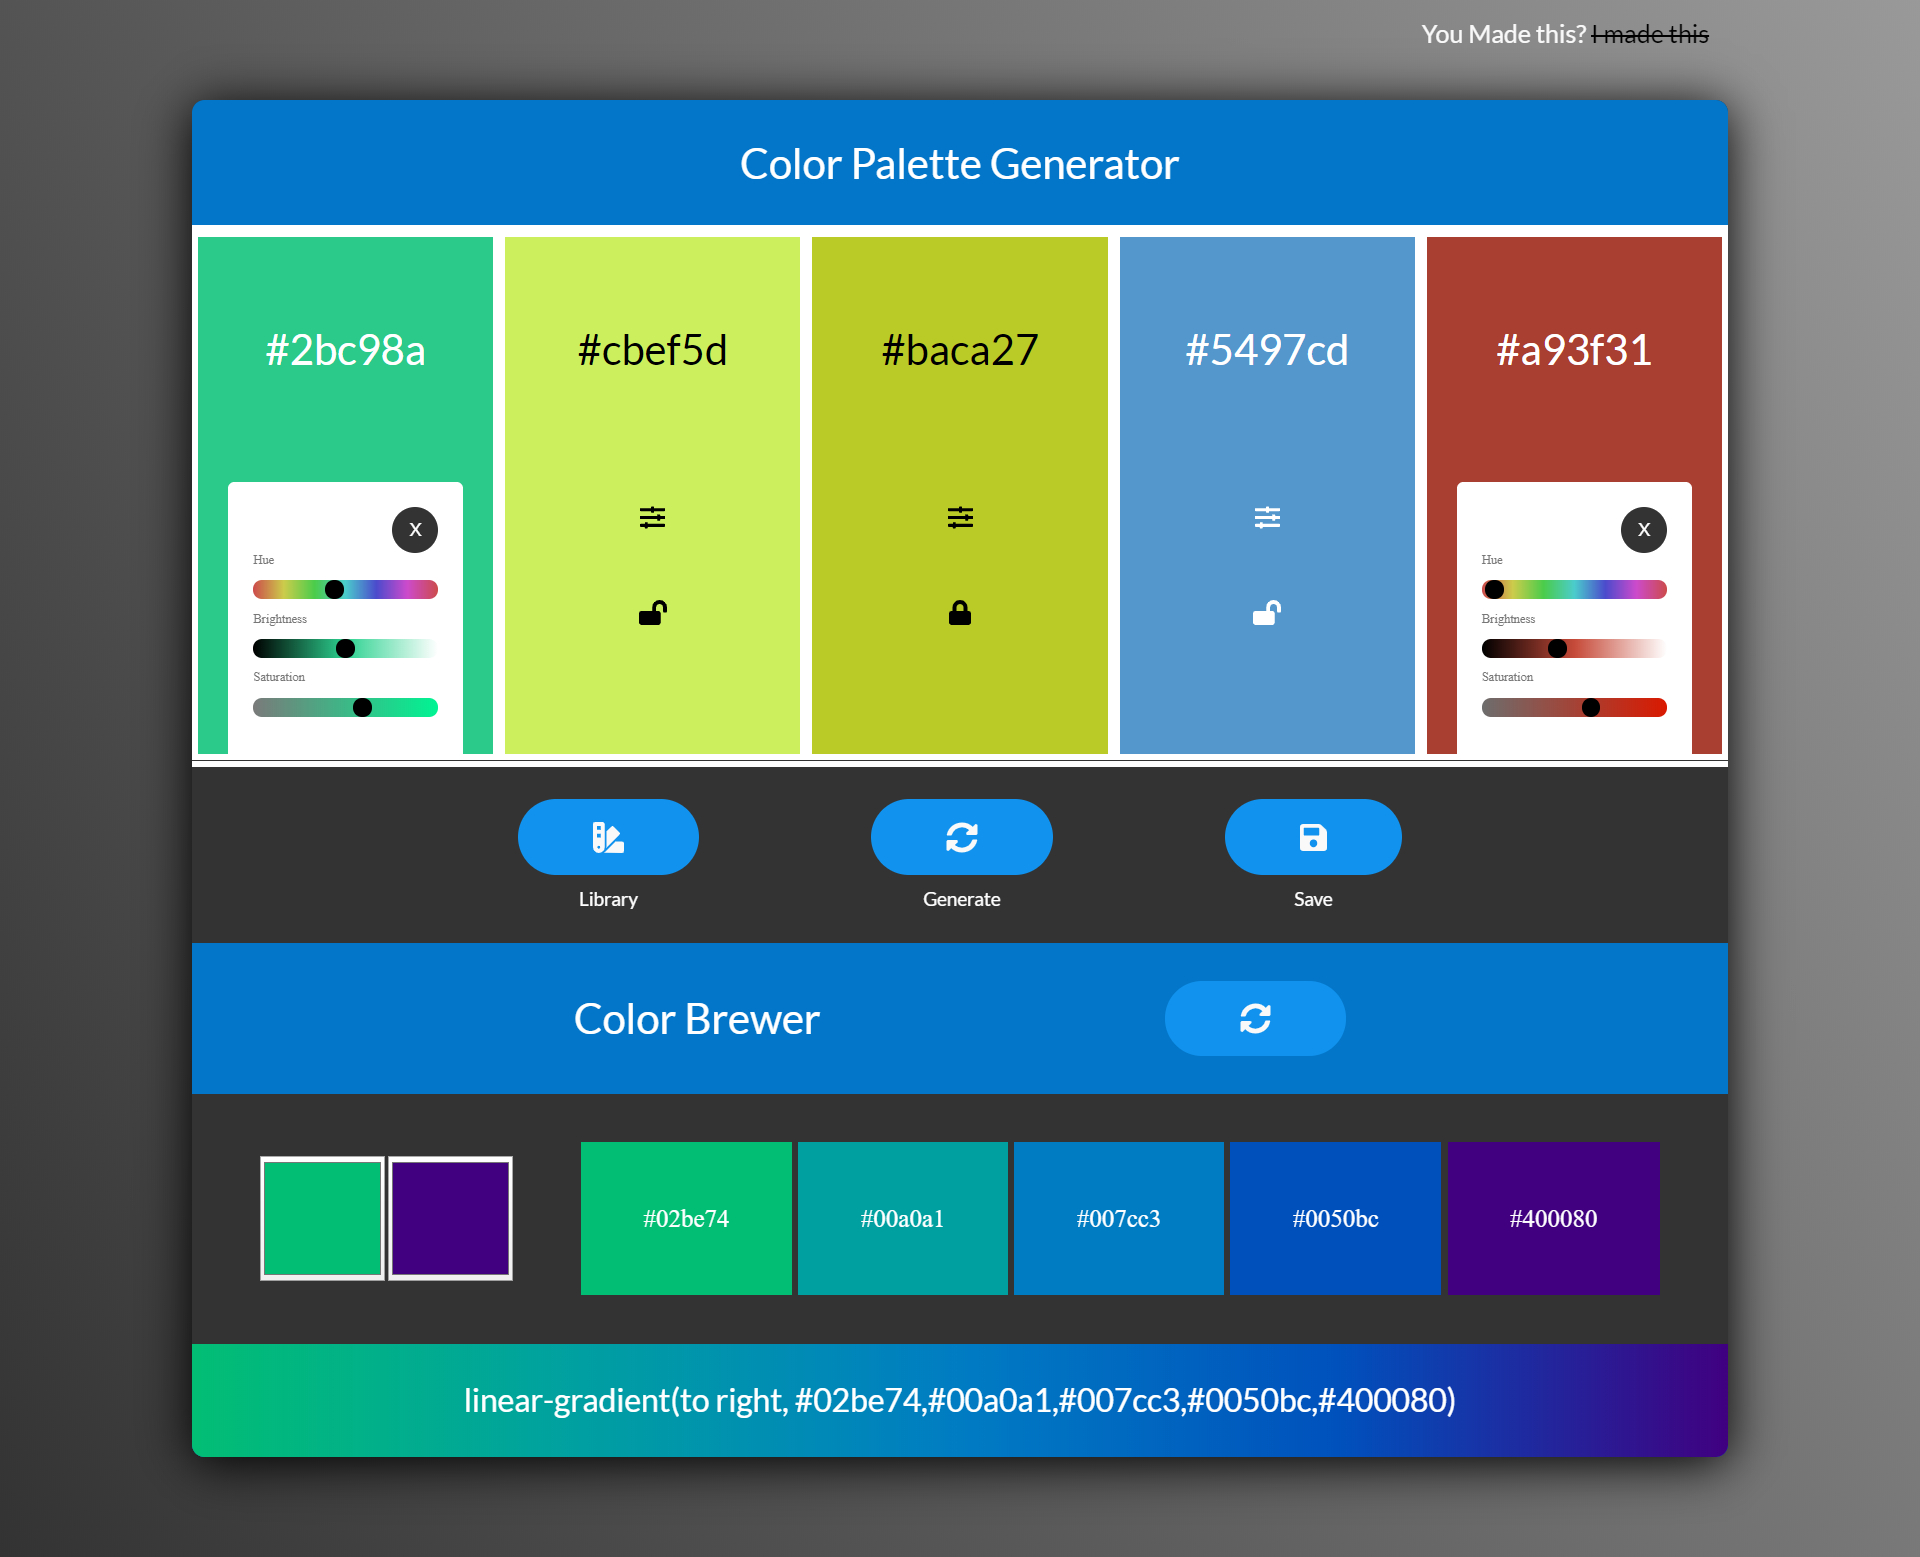 You Made this? I made this
Color Palette Generator
#2bc98a
#cbef5d
#baca27
#5497cd
#a93f31
X
Hue
Brightness
Saturation
X
Hue
Brightness
Saturation
Library
Generate
Save
Color Brewer
#02be74
#00a0a1
#007cc3
#0050bc
#400080
linear-gradient(to right, #02be74,#00a0a1,#007cc3,#0050bc,#400080)